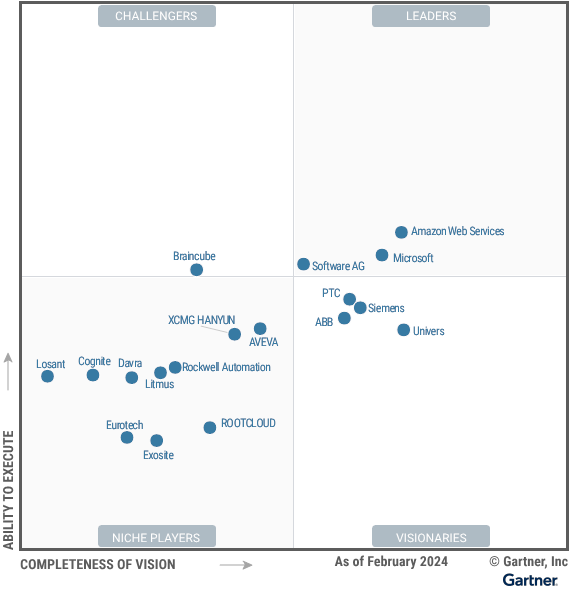 CHALLENGERS
LEADERS
Amazon Web Services
Braincube
Microsoft
Software AG
PTC
Siemens
XCMG HANYUN
ABB
Univers
AVEVA
Losant
Cognite
Davra
Rockwell Automation
Litmus
Eurotech
ROOTCLOUD
Exosite
ABILITY TO EXECUTE
NICHE PLAYERS
VISIONARIES
COMPLETENESS OF VISION
As of February 2024
© Gartner, Inc
Gartner